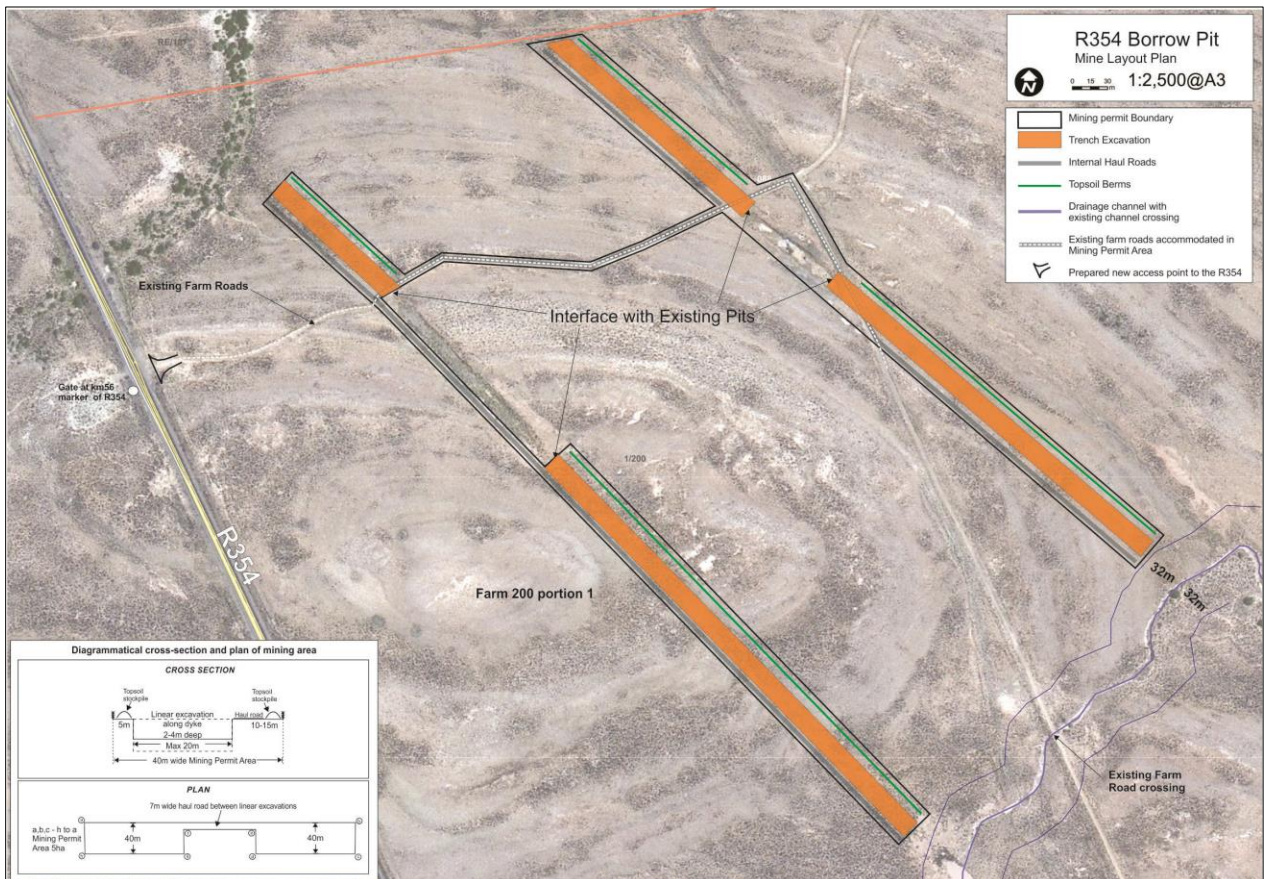 R354 Borrow Pit
Mine Layout Plan
N
0 15 30
m
1:2,500@A3
Mining permit Boundary
Trench Excavation
Internal Haul Roads
Topsoil Berms
Drainage channel with
existing channel crossing
Existing farm roads accommodated in
Mining Permit Area
Prepared new access point to the R354
Existing Farm Roads
Interface with Existing Pits
Gate at km56
marker of R354
1/200
R354
Farm 200 portion 1
32m
32m
Existing Farm
Road crossing
Diagrammatical cross-section and plan of mining area
CROSS SECTION
Topsoil
stockpile
Topsoil
stockpile
Linear excavation
along dyke
2-4m deep
Max 20m
Haul road
5m
10-15m
40m wide Mining Permit Area
PLAN
7m wide haul road between linear excavations
a,b,c - h to a
Mining Permit
Area 5ha
40m
40m